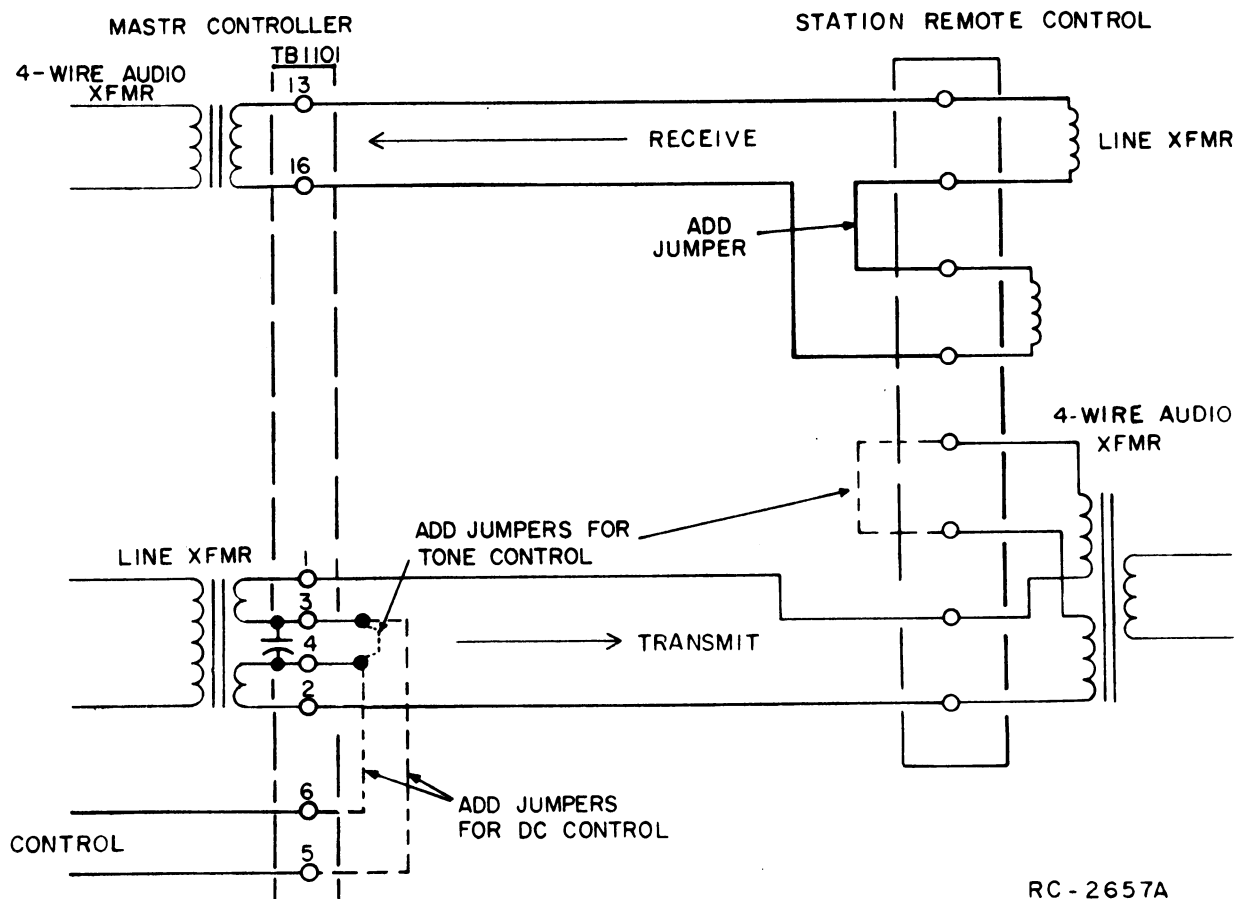 MASTR CONTROLLER
TB1101
STATION REMOTE CONTROL
4-WIRE AUDIO
XFMR
13
RECEIVE
LINE XFMR
16
ADD
JUMPER
4-WIRE AUDIO
XFMR
ADD JUMPERS FOR
TONE CONTROL
LINE XFMR
1
3
4
TRANSMIT
2
6
ADD JUMPERS
FOR DC CONTROL
CONTROL
5
RC-2657A